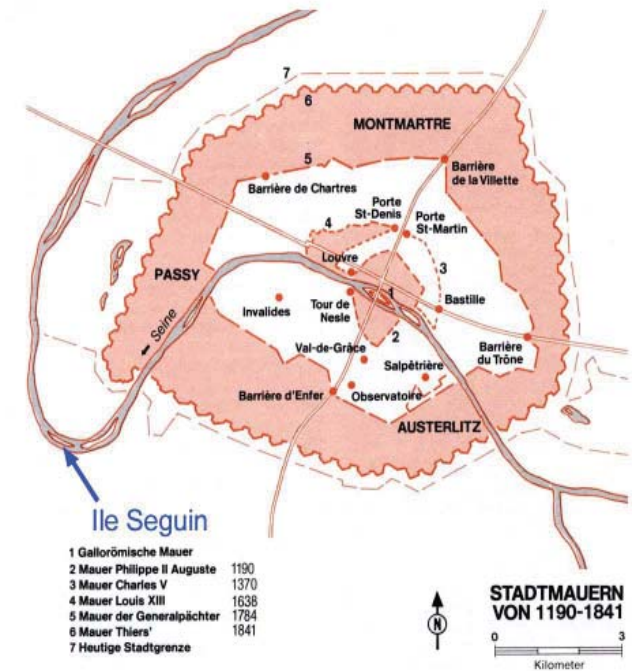 7
6
MONTMARTRE
5
Barrière
de la Villette
Barrière de Chartres
Porte
St-Denis
Porte
St-Martin
4
Louvre
3
PASSY
1
Invalides
Tour de
Nesle
Bastille
Seine
2
Val-de-Grâce
Salpêtrière
Barrière
du Trône
Barrière d'Enfer
Observatoire
AUSTERLITZ
Ile Seguin
1 Gallorömische Mauer
2 Mauer Philippe II Auguste 1190
3 Mauer Charles V 1370
4 Mauer Louis XIII 1638
5 Mauer der Generalpächter 1784
6 Mauer Thiers' 1841
7 Heutige Stadtgrenze
N
STADTMAUERN
VON 1190-1841
0 3
Kilometer